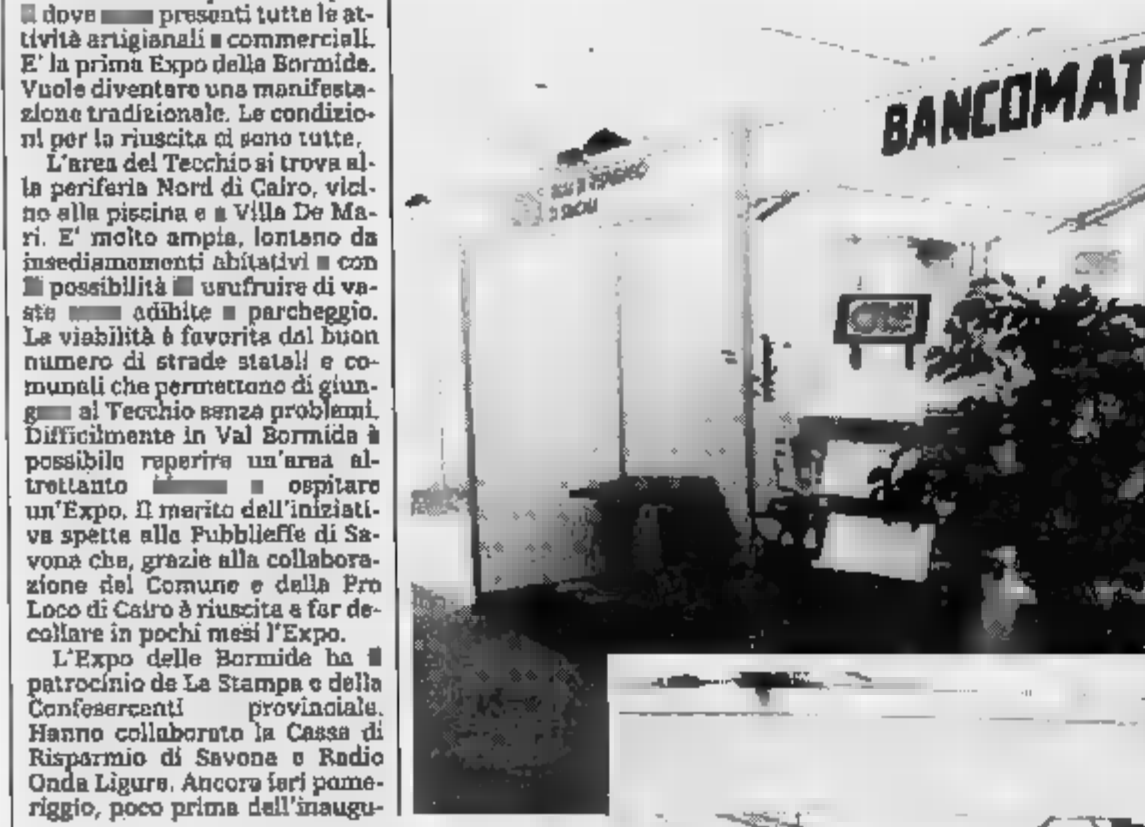 dove presenti tutte le at-
tività artigianali e commerciali.
E' la prima Expo della Bormide.
Vuole diventare una manifesta-
zione tradizionale. Le condizio-
ni per la riuscita ci sono tutte.
L'area del Tecchio si trova al-
la periferia Nord di Cairo, vici-
no alla piscina e a Villa De Ma-
ri. E' molto ampia, lontano da
insediamenti abitativi con
possibilità usufruire di va-
ste adibite a parcheggio.
La viabilità è favorita dal buon
numero di strade statali e co-
munali che permettono di giun-
al Tecchio senza problemi.
Difficilmente in Val Bormida è
possibile reperire un'area al-
trettanto ospitare
un'Expo. Il merito dell'iniziati-
va spetta alla Pubblieffe di Sa-
vona che, grazie alla collabora-
zione del Comune e della Pro
Loco di Cairo è riuscita a far de-
collare in pochi mesi l'Expo.
L'Expo delle Bormide ha
patrocinio de La Stampa e della
Confesercenti provinciale.
Hanno collaborato la Cassa di
Risparmio di Savona e Radio
Onda Ligure. Ancora ieri pome-
riggio, poco prima dell'inaugu-
BANCOMAT